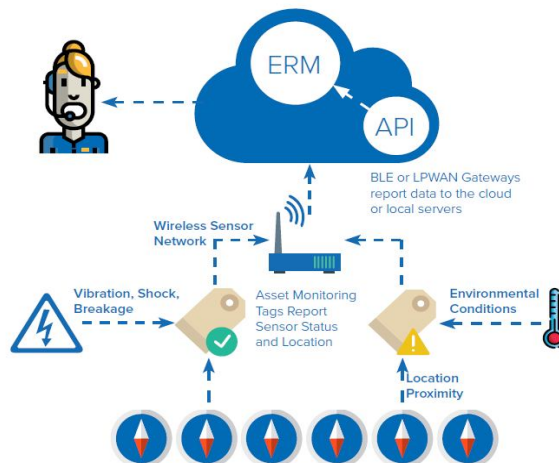 ERM
API
BLE or LPWAN Gateways
report data to the cloud
or local servers
Wireless Sensor
Network
Vibration, Shock,
Breakage
Asset Monitoring
Tags Report
Sensor Status
and Location
Environmental
Conditions
Location
Proximity